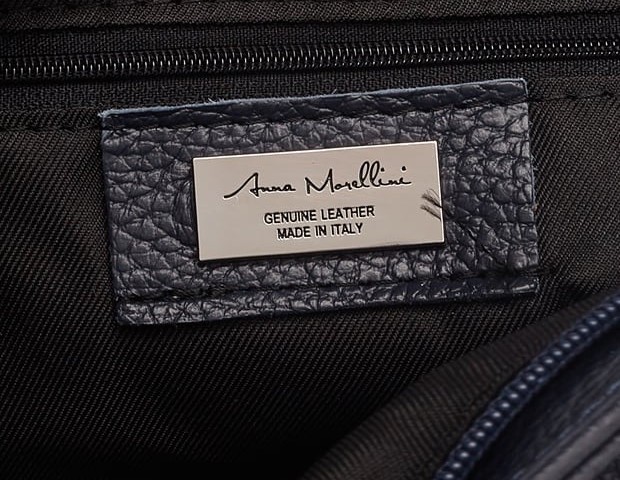 Anna Morellini
GENUINE LEATHER
MADE IN ITALY